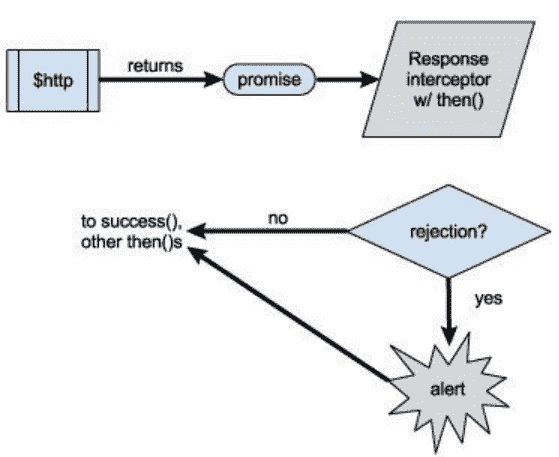 $http
returns
promise
Response
interceptor
w/ then()
to success(),
other then()s
no
rejection?
yes
alert